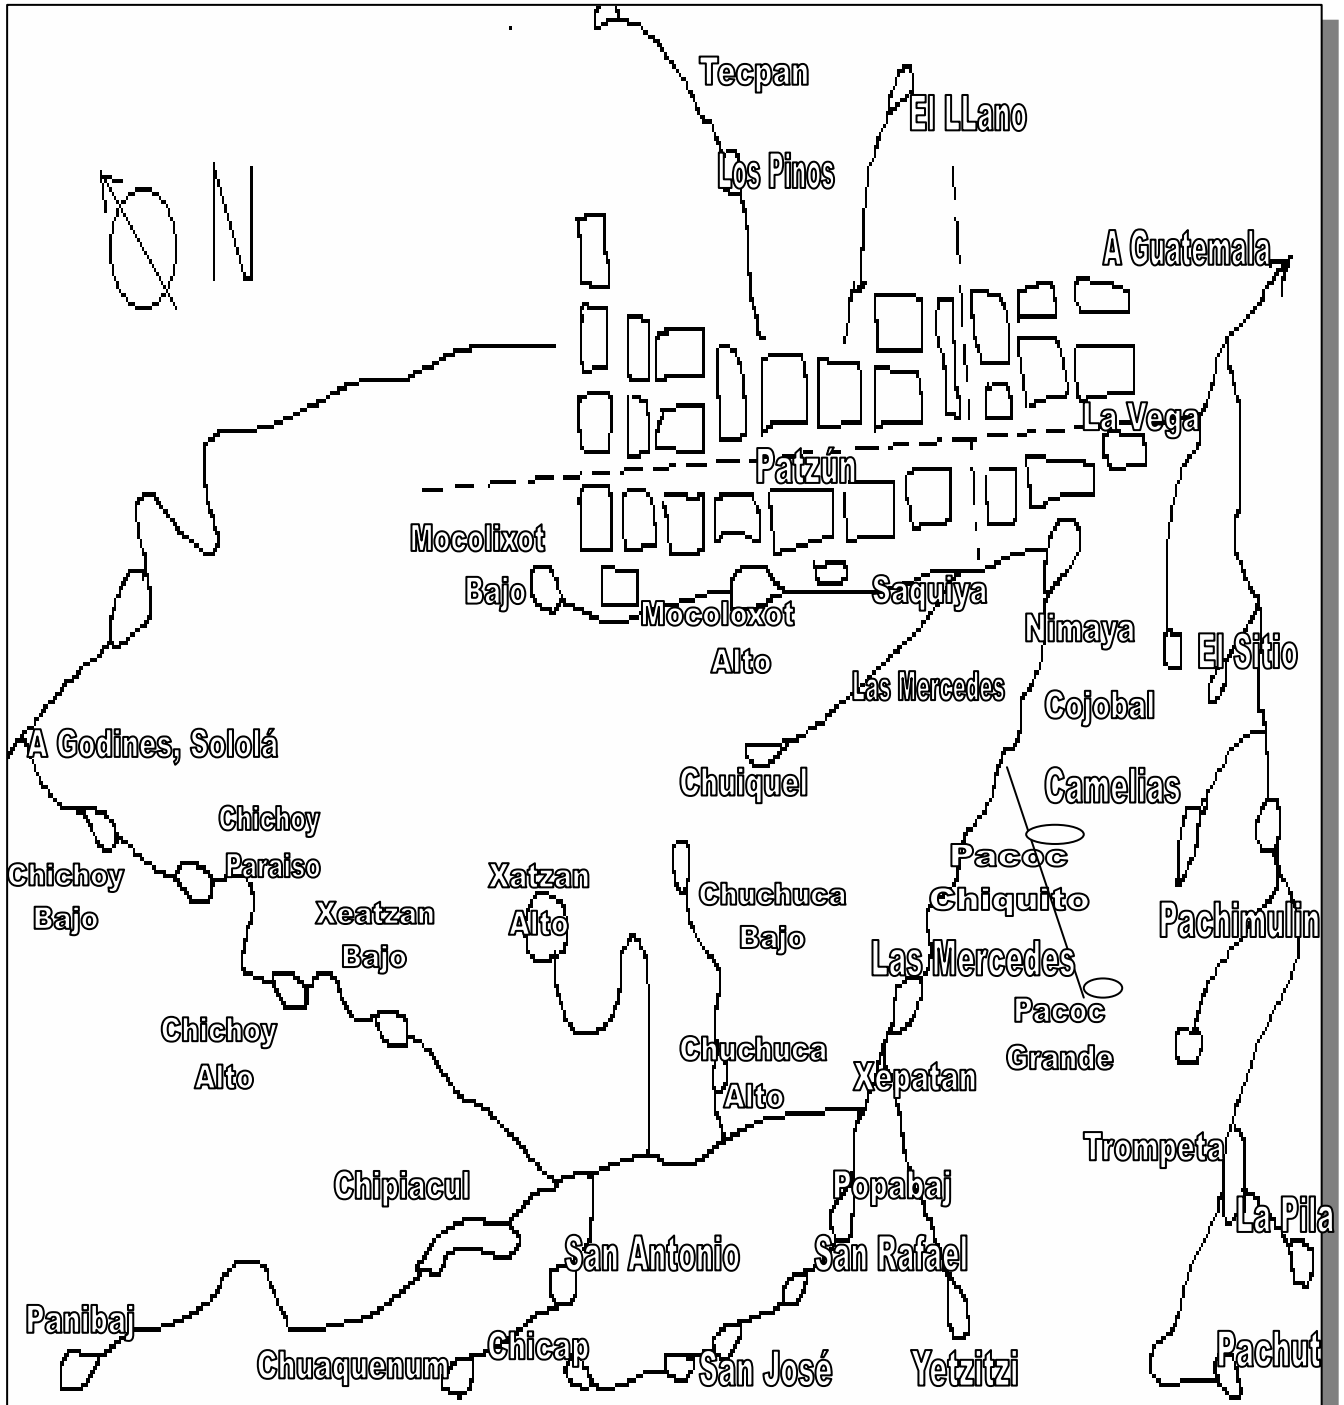 Tecpan
El LLano
Los Pinos
N
A Guatemala
La Vega
Patzún
Mocolixot
Bajo
Saquiya
Mocoloxot
Alto
Nimaya
El Sitio
Las Mercedes
Cojobal
A Godines, Sololá
Chuiquel
Camelias
Chichoy
Paraiso
Chichoy
Bajo
Xatzan
Alto
Chuchuca
Bajo
Pacoc
Chiquito
Xeatzan
Bajo
Pachimulin
Las Mercedes
Chichoy
Alto
Pacoc
Grande
Chuchuca
Alto
Xepatan
Trompeta
Chipiacul
Popabaj
La Pila
San Antonio
San Rafael
Panibaj
Chuaquenum
Chicap
San José
Yetzitzi
Pachut